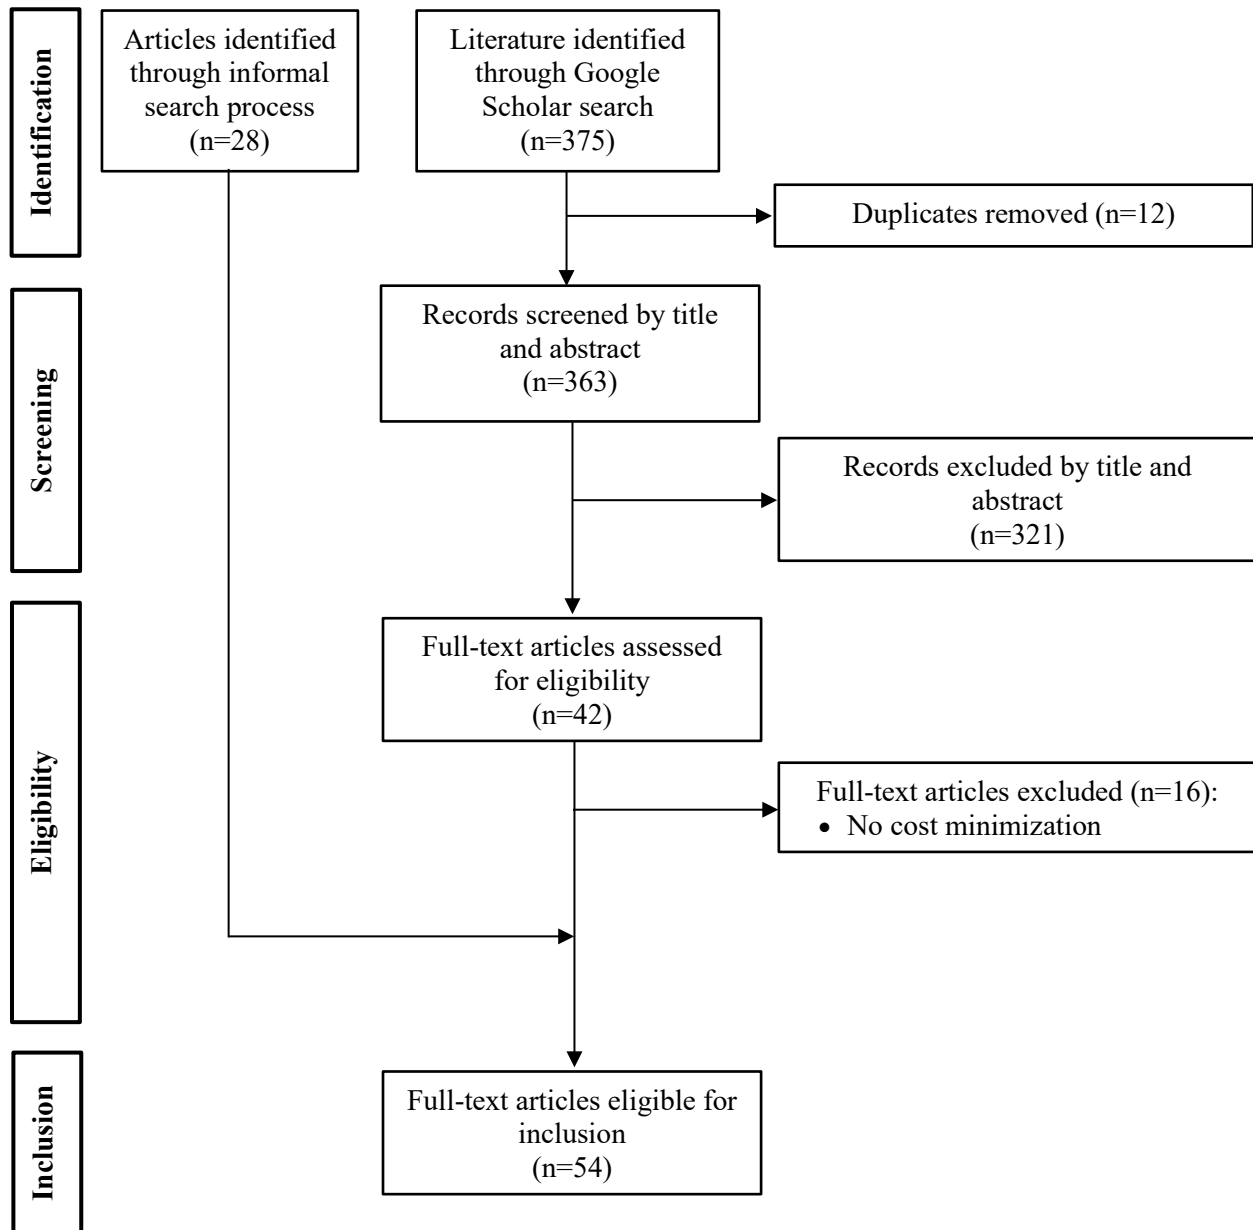 Identification
Articles identified
through informal
search process
(n=28)
Literature identified
through Google
Scholar search
(n=375)
Duplicates removed (n=12)
Screening
Records screened by title
and abstract
(n=363)
Records excluded by title and
abstract
(n=321)
Eligibility
Full-text articles assessed
for eligibility
(n=42)
Full-text articles excluded (n=16):
• No cost minimization
Inclusion
Full-text articles eligible for
inclusion
(n=54)